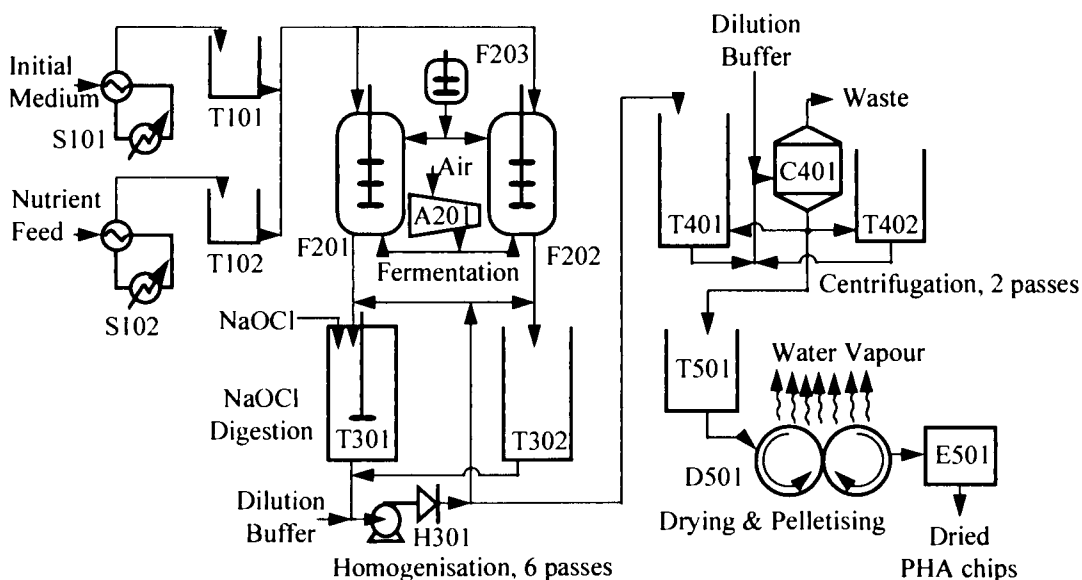 Initial
Medium
S101
T101
Nutrient
Feed
S102
T102
F203
Air
A201
F201
F202
Fermentation
NaOCl
NaOCl
Digestion
T301
T302
Dilution
Buffer
H301
Homogenisation, 6 passes
Dilution
Buffer
Waste
C401
T401
T402
Centrifugation, 2 passes
T501
Water Vapour
D501
E501
Drying & Pelletising
Dried
PHA chips